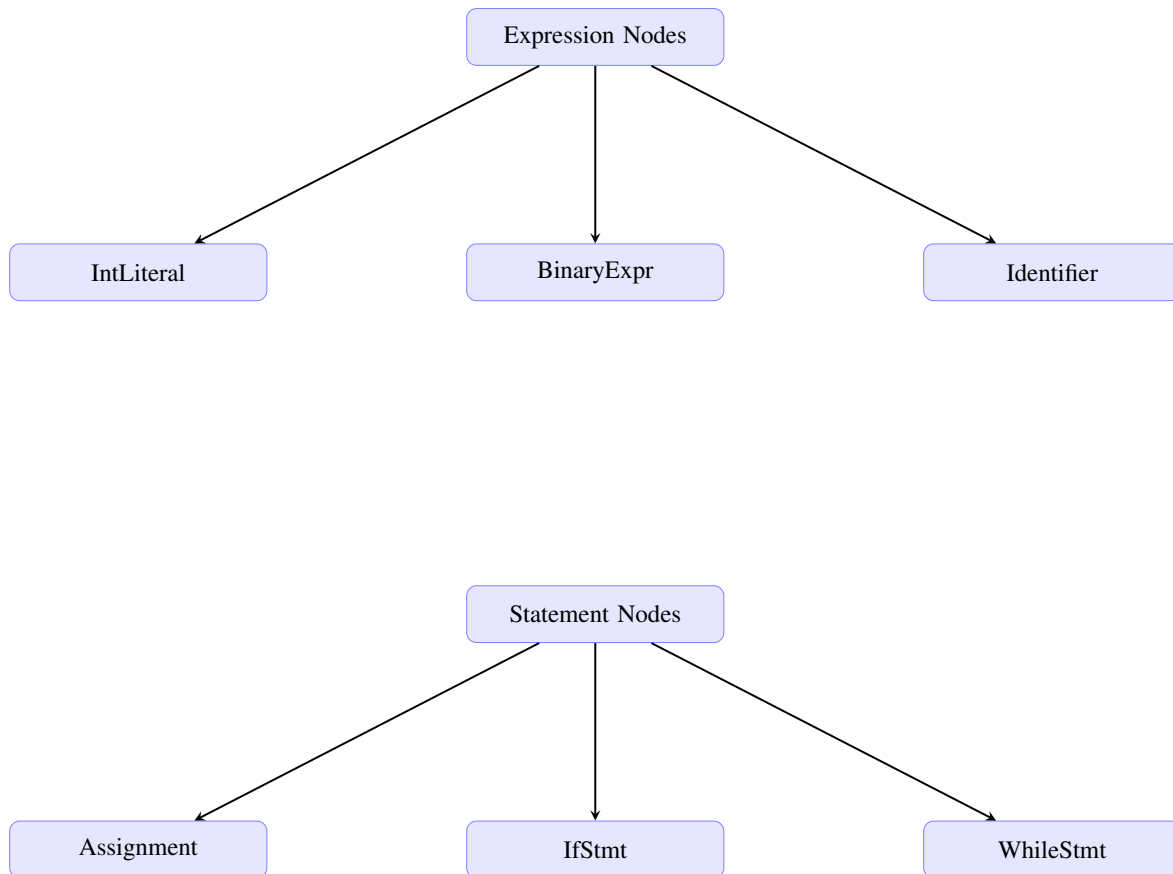 Expression Nodes
IntLiteral
BinaryExpr
Identifier
Statement Nodes
Assignment
IfStmt
WhileStmt